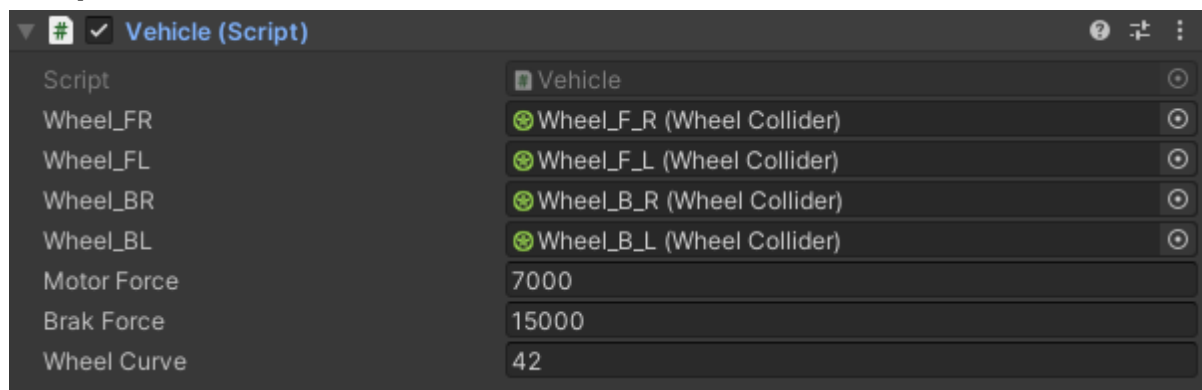 Vehicle (Script)
Script Vehicle
Wheel_FR Wheel_F_R (Wheel Collider)
Wheel_FL Wheel_F_L (Wheel Collider)
Wheel_BR Wheel_B_R (Wheel Collider)
Wheel_BL Wheel_B_L (Wheel Collider)
Motor Force 7000
Brak Force 15000
Wheel Curve 42